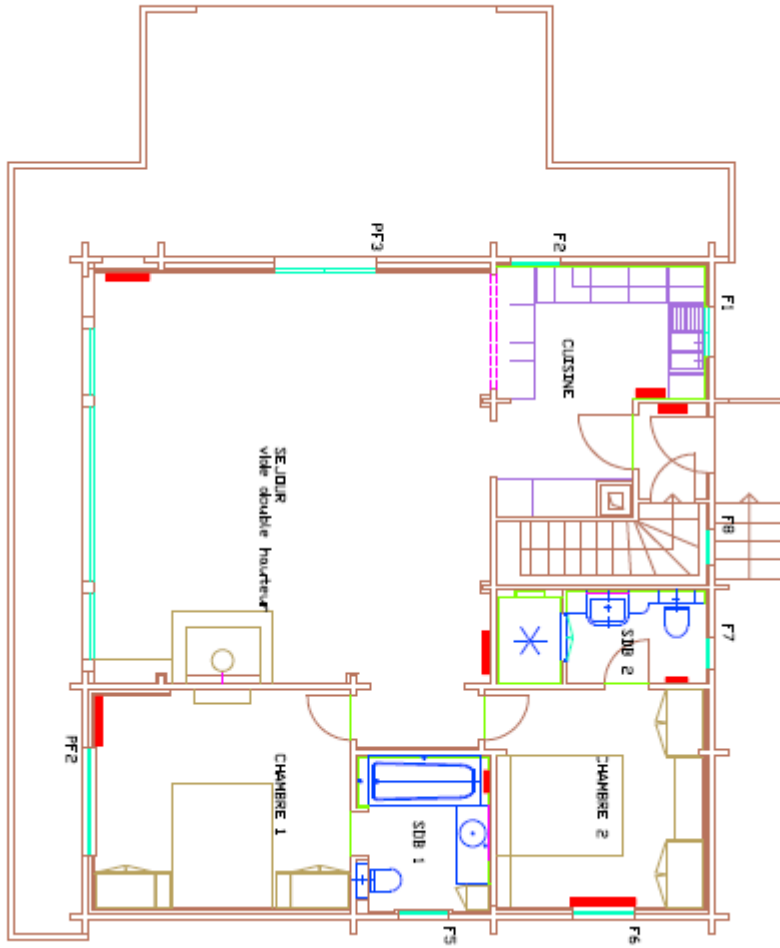 PF3
F2
F1
CUISINE
SEJOUR
vide double hauteur
F8
F7
SDB 2
PF2
CHAMBRE 1
SDB 1
CHAMBRE 2
F5
F6